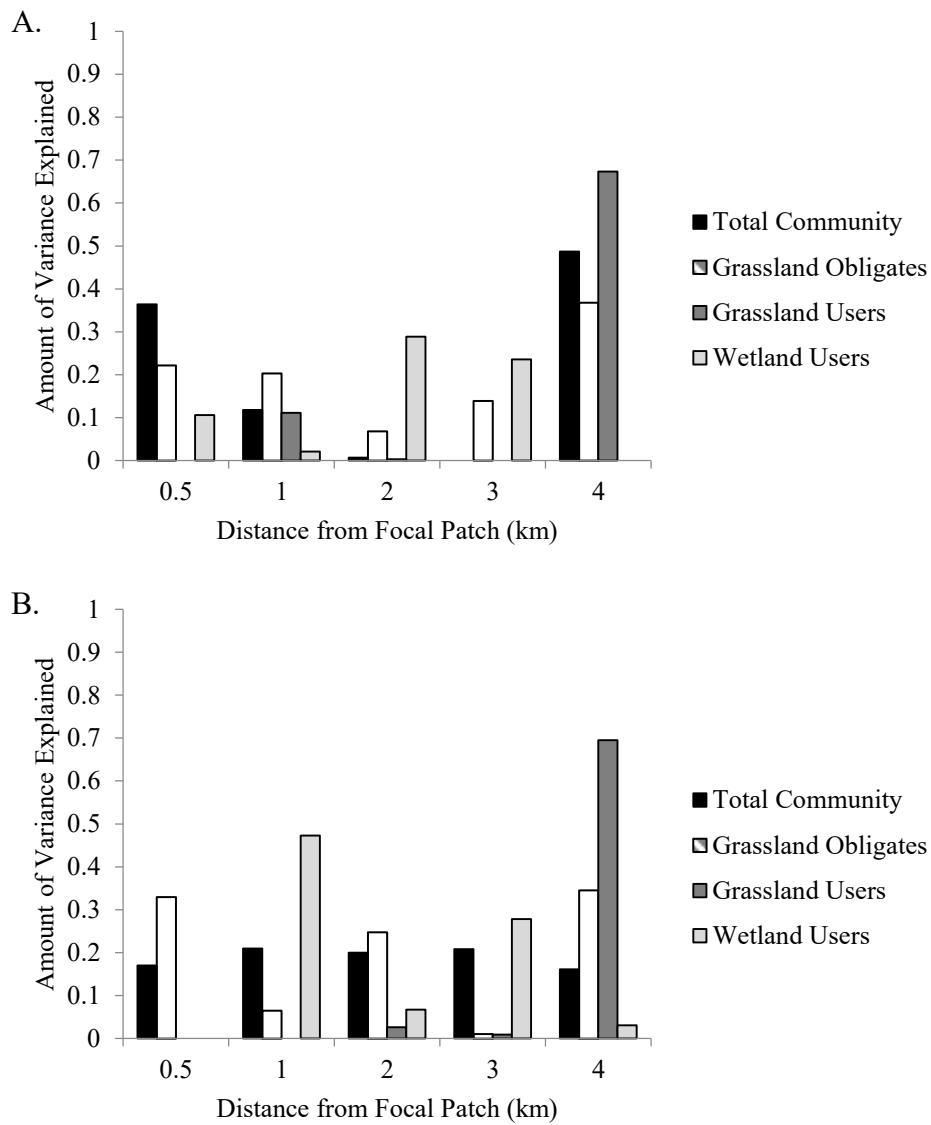 A.
Amount of Variance Explained
1
0.9
0.8
0.7
0.6
0.5
0.4
0.3
0.2
0.1
0
0.5 1 2 3 4
Distance from Focal Patch (km)
Total Community
Grassland Obligates
Grassland Users
Wetland Users
B.
Amount of Variance Explained
1
0.9
0.8
0.7
0.6
0.5
0.4
0.3
0.2
0.1
0
0.5 1 2 3 4
Distance from Focal Patch (km)
Total Community
Grassland Obligates
Grassland Users
Wetland Users